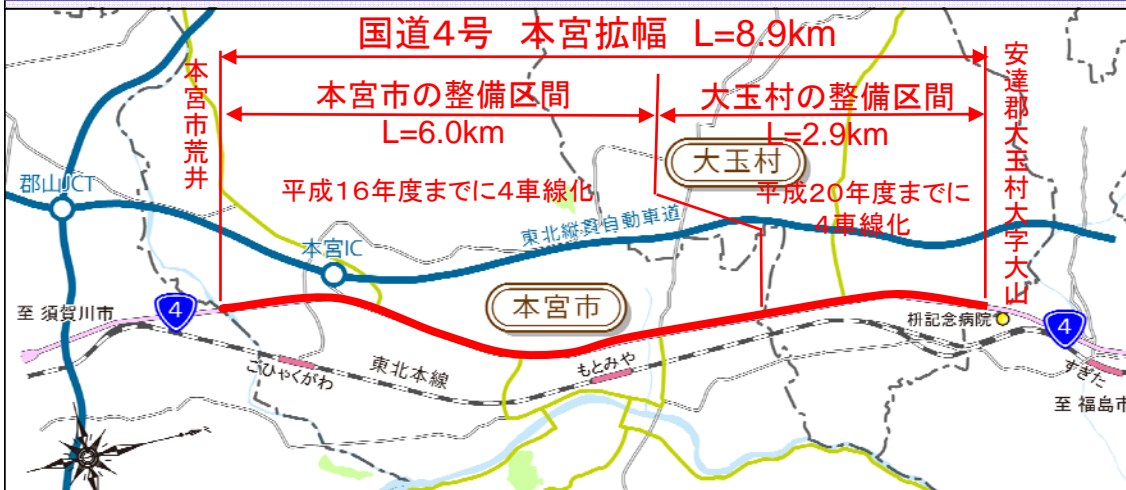 国道4号 本宮拡幅 L=8.9km
本宮市荒井
本宮市の整備区間
L=6.0km
大玉村の整備区間
L=2.9km
安達郡大玉村大字大山
大玉村
郡山JCT
平成16年度までに4車線化
平成20年度までに
4車線化
東北縦貫自動車道
本宮IC
本宮市
至 須賀川市
4
枡記念病院
4
ごひゃくがわ
東北本線
もとみや
すぎた
至 福島市